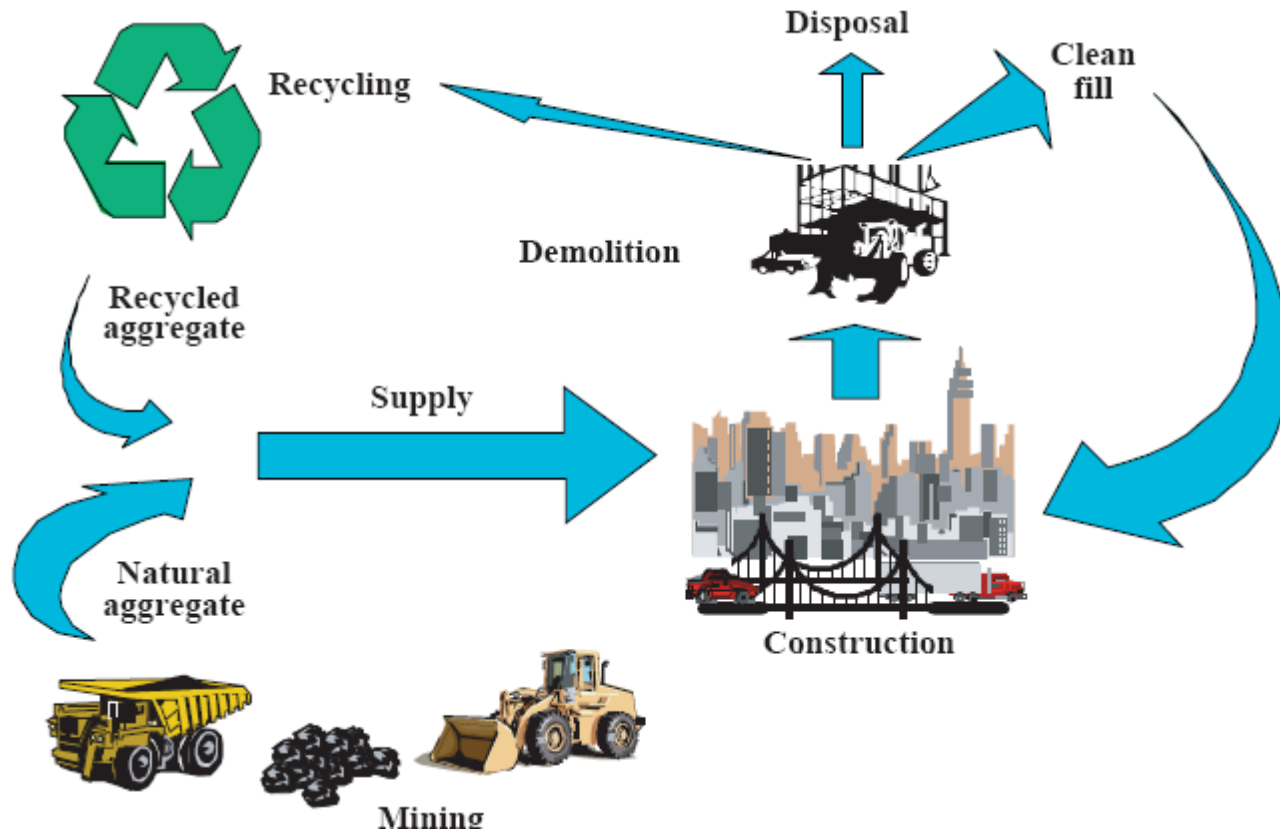 Disposal
Clean
fill
Recycling
Demolition
Recycled
aggregate
Supply
Natural
aggregate
Construction
Mining